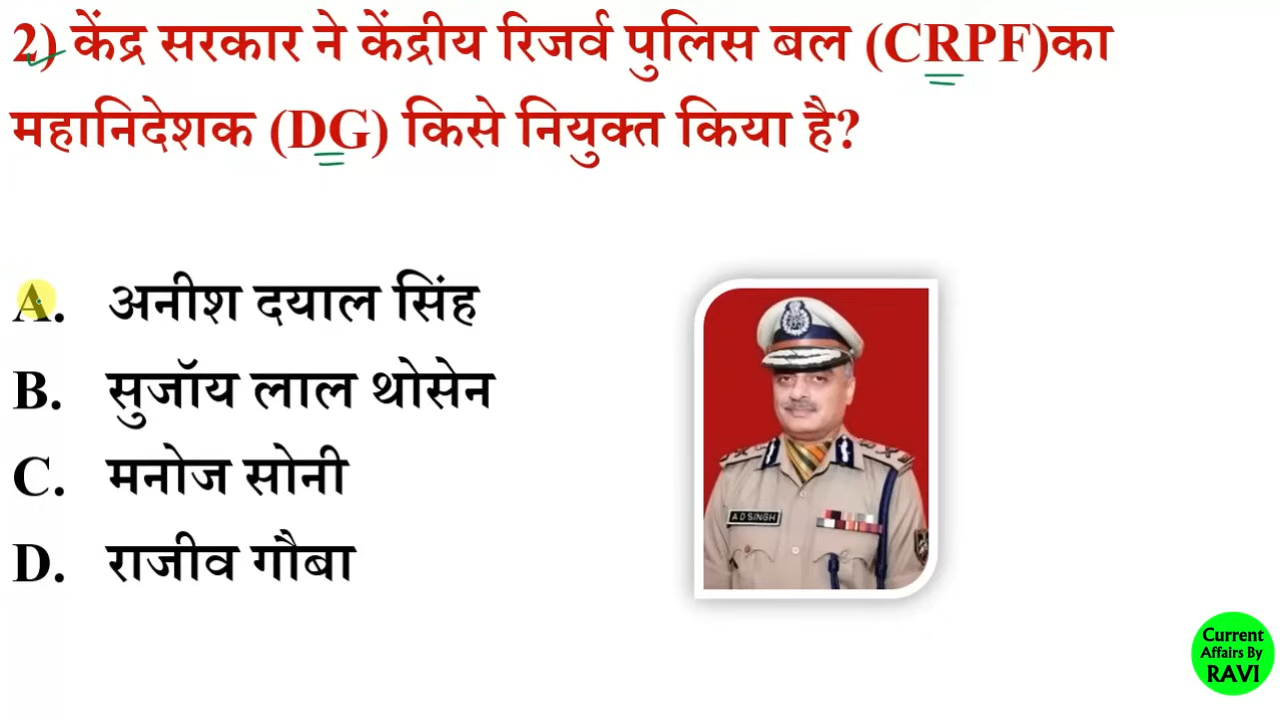 2) केंद्र सरकार ने केंद्रीय रिजर्व पुलिस बल (CRPF)का
महानिदेशक (DG) किसे नियुक्त किया है?
A. अनीश दयाल सिंह
B. सुजॉय लाल थोसेन
C. मनोज सोनी
D. राजीव गौबा
A D SINGH
Current
Affairs By
RAVI